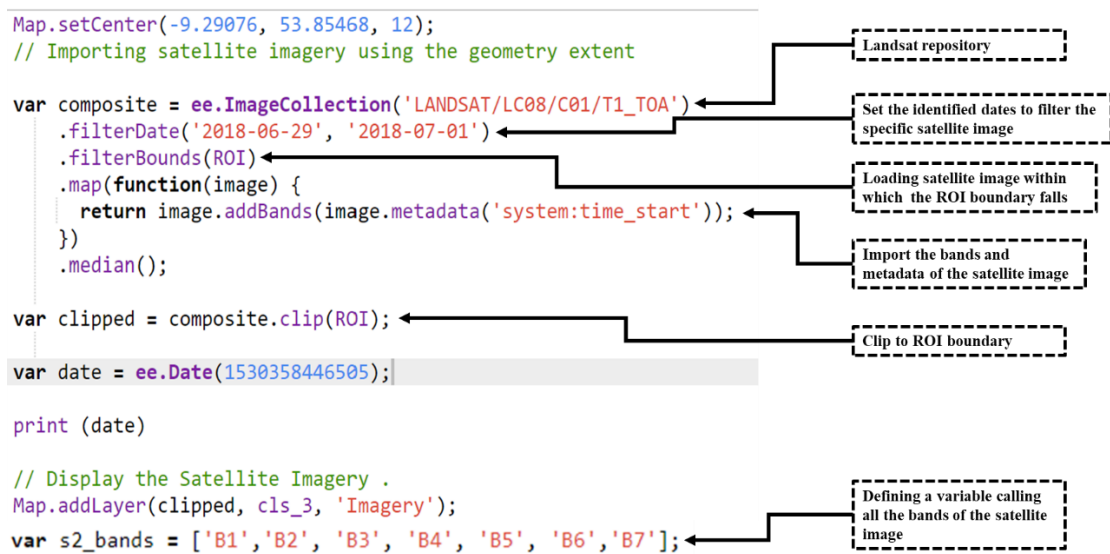 Map.setCenter(-9.29076, 53.85468, 12);
// Importing satellite imagery using the geometry extent
var composite = ee.ImageCollection('LANDSAT/LC08/C01/T1_TOA')
.filterDate('2018-06-29', '2018-07-01')
.filterBounds(ROI)
.map(function(image) {
return image.addBands(image.metadata('system:time_start'));
})
.median();
var clipped = composite.clip(ROI);
var date = ee.Date(1530358446505);
print (date)
// Display the Satellite Imagery .
Map.addLayer(clipped, cls_3, 'Imagery');
var s2_bands = ['B1','B2', 'B3', 'B4', 'B5', 'B6','B7'];
Landsat repository
Set the identified dates to filter the
specific satellite image
Loading satellite image within
which the ROI boundary falls
Import the bands and
metadata of the satellite image
Clip to ROI boundary
Defining a variable calling
all the bands of the satellite
image